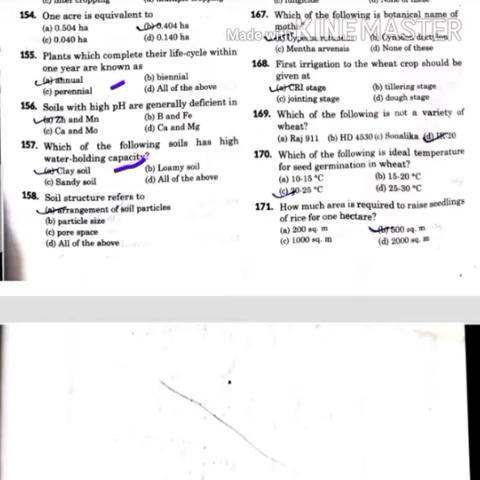 154. One acre is equivalent to
(a) 0.504 ha (b) 0.404 ha
(c) 0.040 ha (d) 0.140 ha
155. Plants which complete their life-cycle within
one year are known as
(a) annual (b) biennial
(c) perennial (d) All of the above
156. Soils with high pH are generally deficient in
(a) Zn and Mn (b) B and Fe
(c) Ca and Mo (d) Ca and Mg
157. Which of the following soils has high
water-holding capacity?
(a) Clay soil (b) Loamy soil
(c) Sandy soil (d) All of the above
158. Soil structure refers to
(a) arrangement of soil particles
(b) particle size
(c) pore space
(d) All of the above
167. Which of the following is botanical name of
Made with KINEMASTER
(c) Mentha arvensis (d) None of these
168. First irrigation to the wheat crop should be
given at
(a) CRI stage (b) tillering stage
(c) jointing stage (d) dough stage
169. Which of the following is not a variety of
wheat?
(a) Raj 911 (b) HD 4530 (c) Sonalika (d)
170. Which of the following is ideal temperature
for seed germination in wheat?
(a) 10-15 °C (b) 15-20 °C
(c) 20-25 °C (d) 25-30 °C
171. How much area is required to raise seedlings
of rice for one hectare?
(a) 200 sq. m (b) 500 sq. m
(c) 1000 sq. m (d) 2000 sq. m